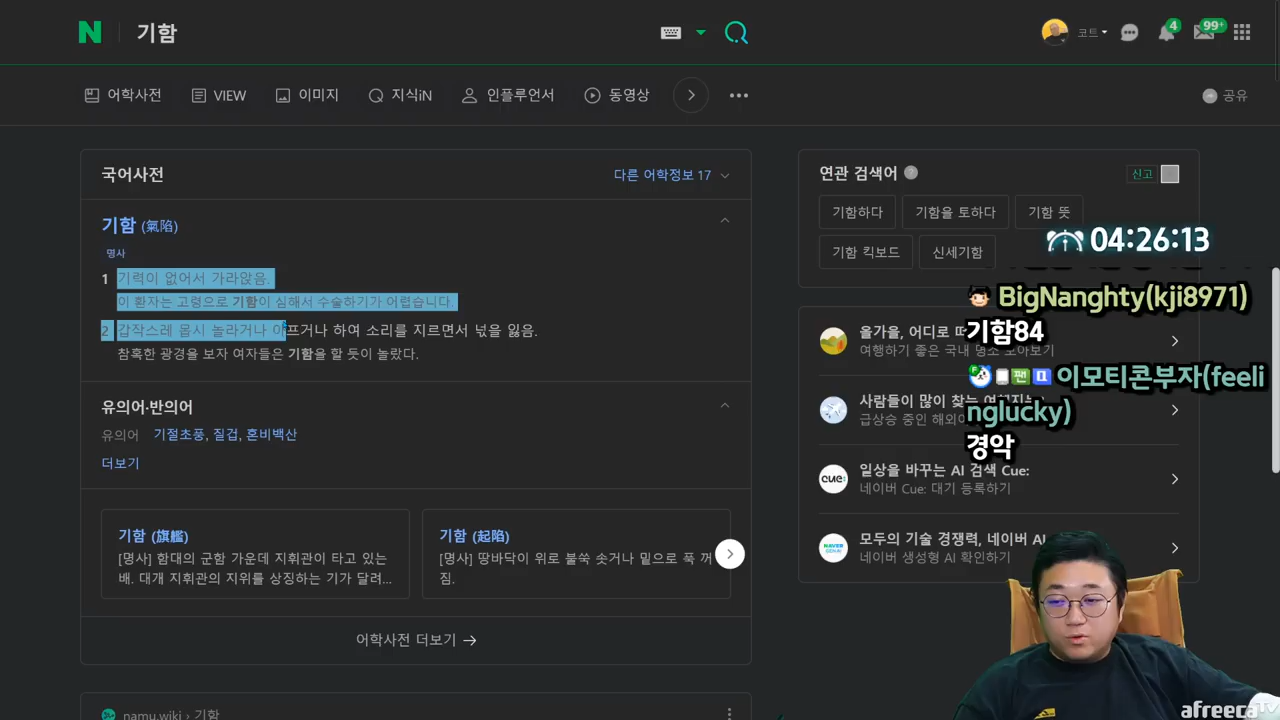 N 기함
코트
4
99+
어학사전 VIEW 이미지 지식iN 인플루언서 동영상
공유
국어사전
다른 어학정보 17
기함 (氣陷)
명사
1 기력이 없어서 가라앉음.
이 환자는 고령으로 기함이 심해서 수술하기가 어렵습니다.
2 갑작스레 몹시 놀라거나 아프거나 하여 소리를 지르면서 넋을 잃음.
참혹한 광경을 보자 여자들은 기함을 할 듯이 놀랐다.
유의어·반의어
유의어 기절초풍, 질겁, 혼비백산
더보기
기함 (旗艦)
[명사] 함대의 군함 가운데 지휘관이 타고 있는
배. 대개 지휘관의 지위를 상징하는 기가 달려...
기함 (起陷)
[명사] 땅바닥이 위로 불쑥 솟거나 밑으로 푹 꺼
짐.
어학사전 더보기
namu.wiki › 기함
연관 검색어 ?
신고
기함하다 기함을 토하다 기함 뜻
기함 킥보드 신세기함
04:26:13
BigNanghty(kji8971)
기함84
팬
이모티콘부자(feeli
nglucky)
경악
올가을, 어디로
여행하기 좋은 국내 명소 모아보기
사람들이 많이 찾는
급상승 중인 해외
cue:
일상을 바꾸는 AI 검색 Cue:
네이버 Cue: 대기 등록하기
NAVER
모두의 기술 경쟁력, 네이버 AI
네이버 생성형 AI 확인하기
afreecaTV